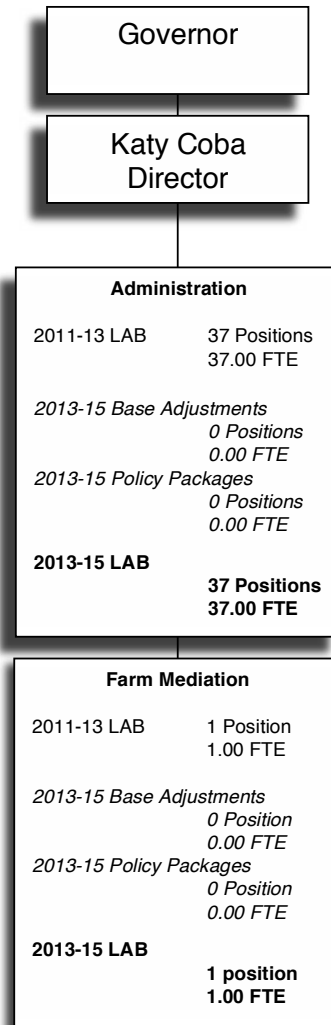 Governor
Katy Coba
Director
Administration
2011-13 LAB 37 Positions
37.00 FTE
2013-15 Base Adjustments
0 Positions
0.00 FTE
2013-15 Policy Packages
0 Positions
0.00 FTE
2013-15 LAB
37 Positions
37.00 FTE
Farm Mediation
2011-13 LAB 1 Position
1.00 FTE
2013-15 Base Adjustments
0 Position
0.00 FTE
2013-15 Policy Packages
0 Position
0.00 FTE
2013-15 LAB
1 position
1.00 FTE